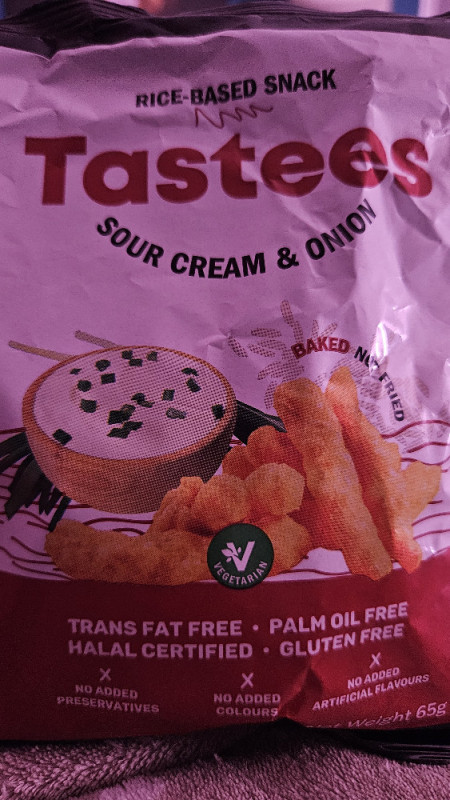 RICE-BASED SNACK
Tastees
SOUR CREAM & ONION
BAKED NOT FRIED
VEGETARIAN
TRANS FAT FREE • PALM OIL FREE
HALAL CERTIFIED • GLUTEN FREE
X NO ADDED PRESERVATIVES
X NO ADDED COLOURS
X NO ADDED ARTIFICIAL FLAVOURS
Weight 65g